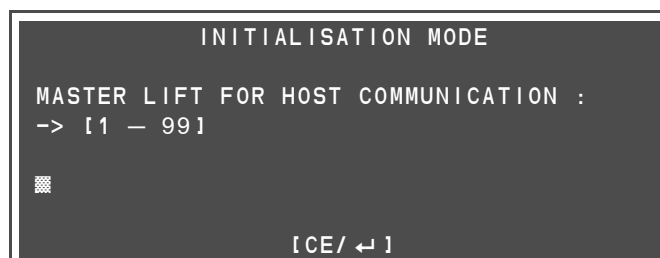 INITIALISATION MODE
MASTER LIFT FOR HOST COMMUNICATION :
-> [1 – 99]
[CE/ ↵ ]